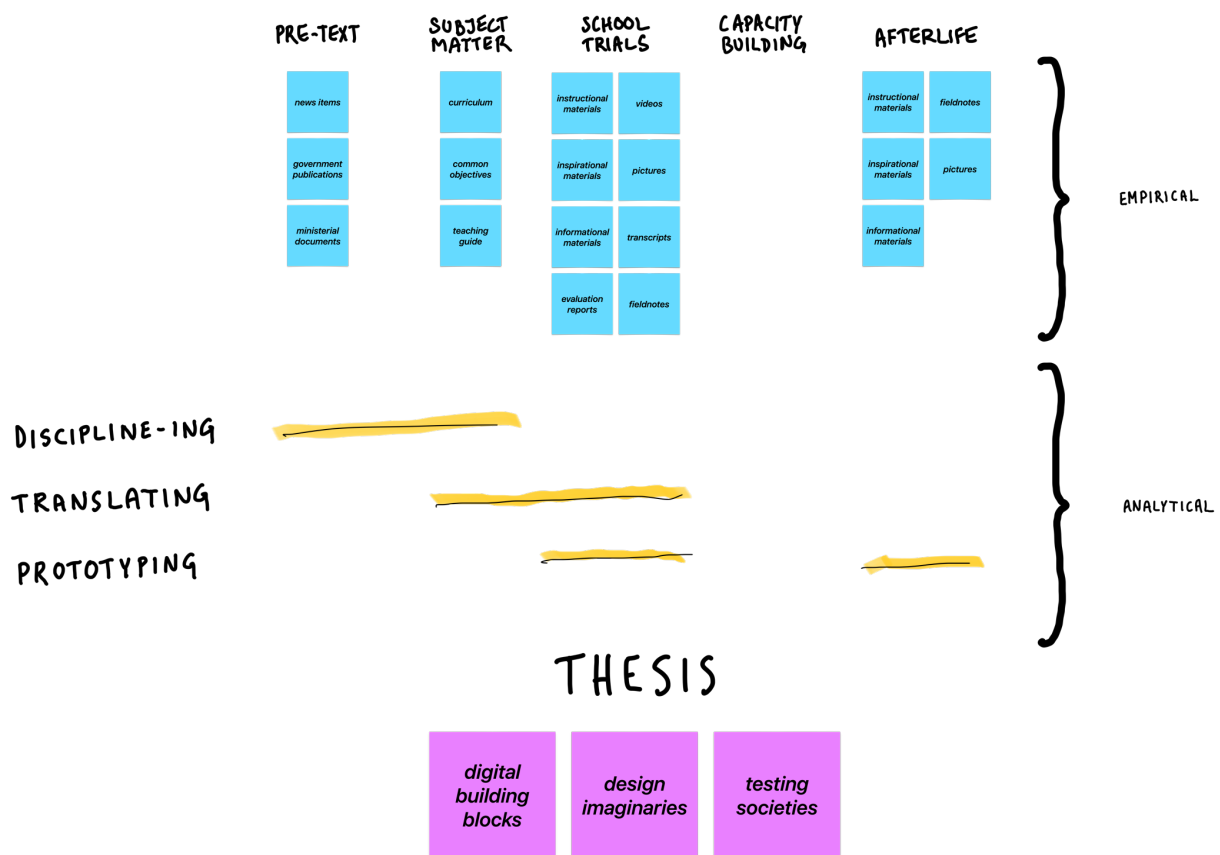 PRE-TEXT
SUBJECT
MATTER
SCHOOL
TRIALS
CAPACITY
BUILDING
AFTERLIFE
news items
government
publications
ministerial
documents
curriculum
common
objectives
teaching
guide
instructional
materials
videos
inspirational
materials
pictures
informational
materials
transcripts
evaluation
reports
fieldnotes
instructional
materials
fieldnotes
inspirational
materials
pictures
informational
materials
EMPIRICAL
DISCIPLINE-ING
TRANSLATING
PROTOTYPING
ANALYTICAL
THESIS
digital
building
blocks
design
imaginaries
testing
societies